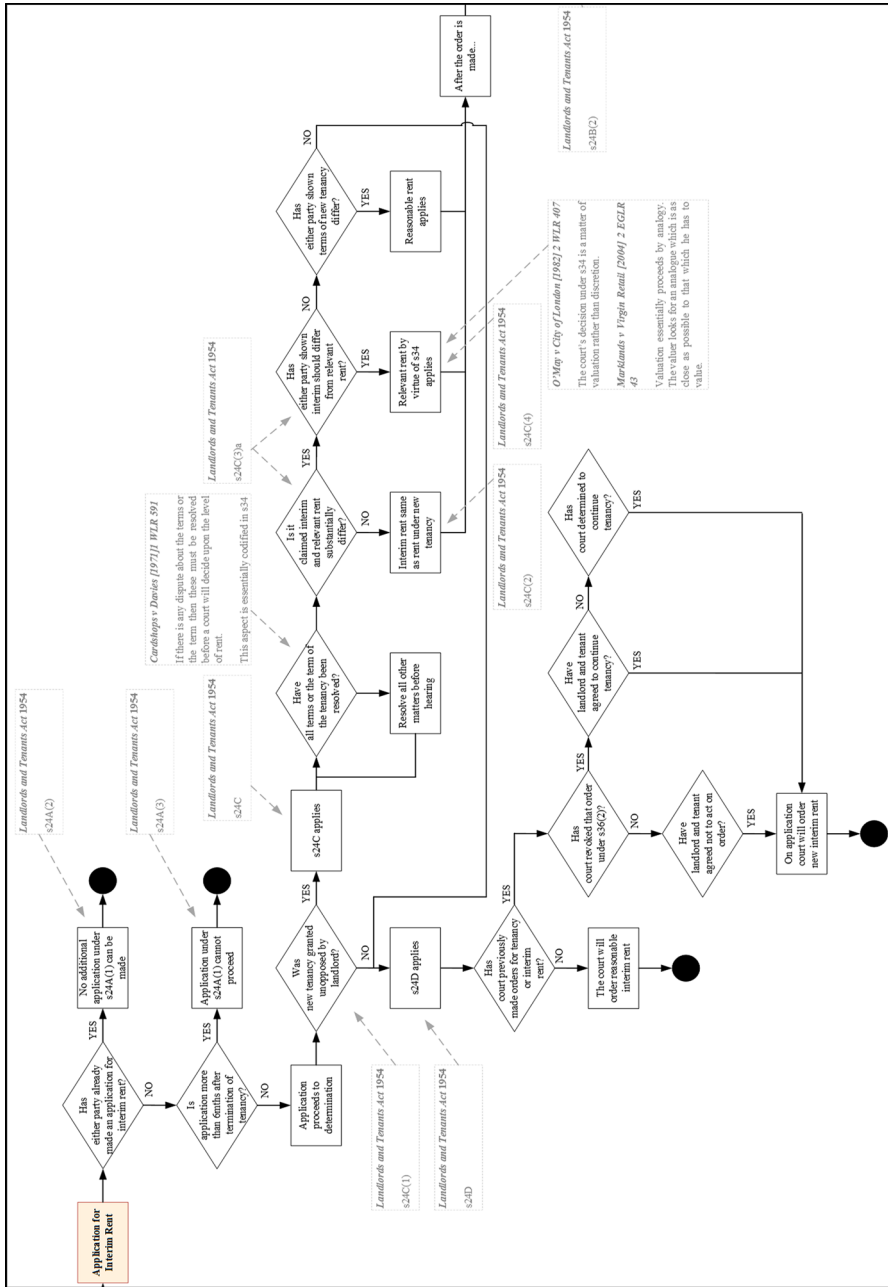 Application for
Interim Rent
Has
either party already
made an application for
interim rent?
YES
NO
No additional
application under
s24A(1) can be
made
Landlords and Tenants Act 1954
s24A(2)
Is
application more
than 6mths after
termination of
tenancy?
YES
NO
Application under
s24A(1) cannot
proceed
Landlords and Tenants Act 1954
s24A(3)
Application
proceeds to
determination
Was
new tenancy granted
unopposed by
landlord?
YES
NO
Landlords and Tenants Act 1954
s24C(1)
s24C applies
Landlords and Tenants Act 1954
s24C
Have
all terms or the term of
the tenancy been
resolved?
Resolve all other
matters before
hearing
Cardshops v Davies [1971]1 WLR 591
If there is any dispute about the terms or
the term then these must be resolved
before a court will decide upon the level
of rent.
This aspect is essentially codified in s34
Is it
claimed interim
and relevant rent
substantially
differ?
YES
NO
Interim rent same
as rent under new
tenancy
Landlords and Tenants Act 1954
s24C(2)
Landlords and Tenants Act 1954
s24C(3)a
Has
either party shown
interim should differ
from relevant
rent?
NO
YES
Relevant rent by
virtue of s34
applies
Landlords and Tenants Act 1954
s24C(4)
O'May v City of London [1982] 2 WLR 407
The court's decision under s34 is a matter of
valuation rather than discretion.
Marklands v Virgin Retail [2004] 2 EGLR
43
Valuation essentially proceeds by analogy.
The valuer looks for an analogue which is as
close as possible to that which he has to
value.
Has
either party shown
terms of new tenancy
differ?
NO
YES
Reasonable rent
applies
After the order is
made...
Landlords and Tenants Act 1954
s24B(2)
s24D applies
Landlords and Tenants Act 1954
s24D
Has
court previously
made orders for tenancy
or interim
rent?
YES
NO
The court will
order reasonable
interim rent
Has
court revoked that order
under s36(2)?
YES
NO
Have
landlord and tenant
agreed not to act on
order?
YES
Have
landlord and tenant
agreed to continue
tenancy?
NO
YES
Has
court determined to
continue
tenancy?
YES
On application
court will order
new interim rent